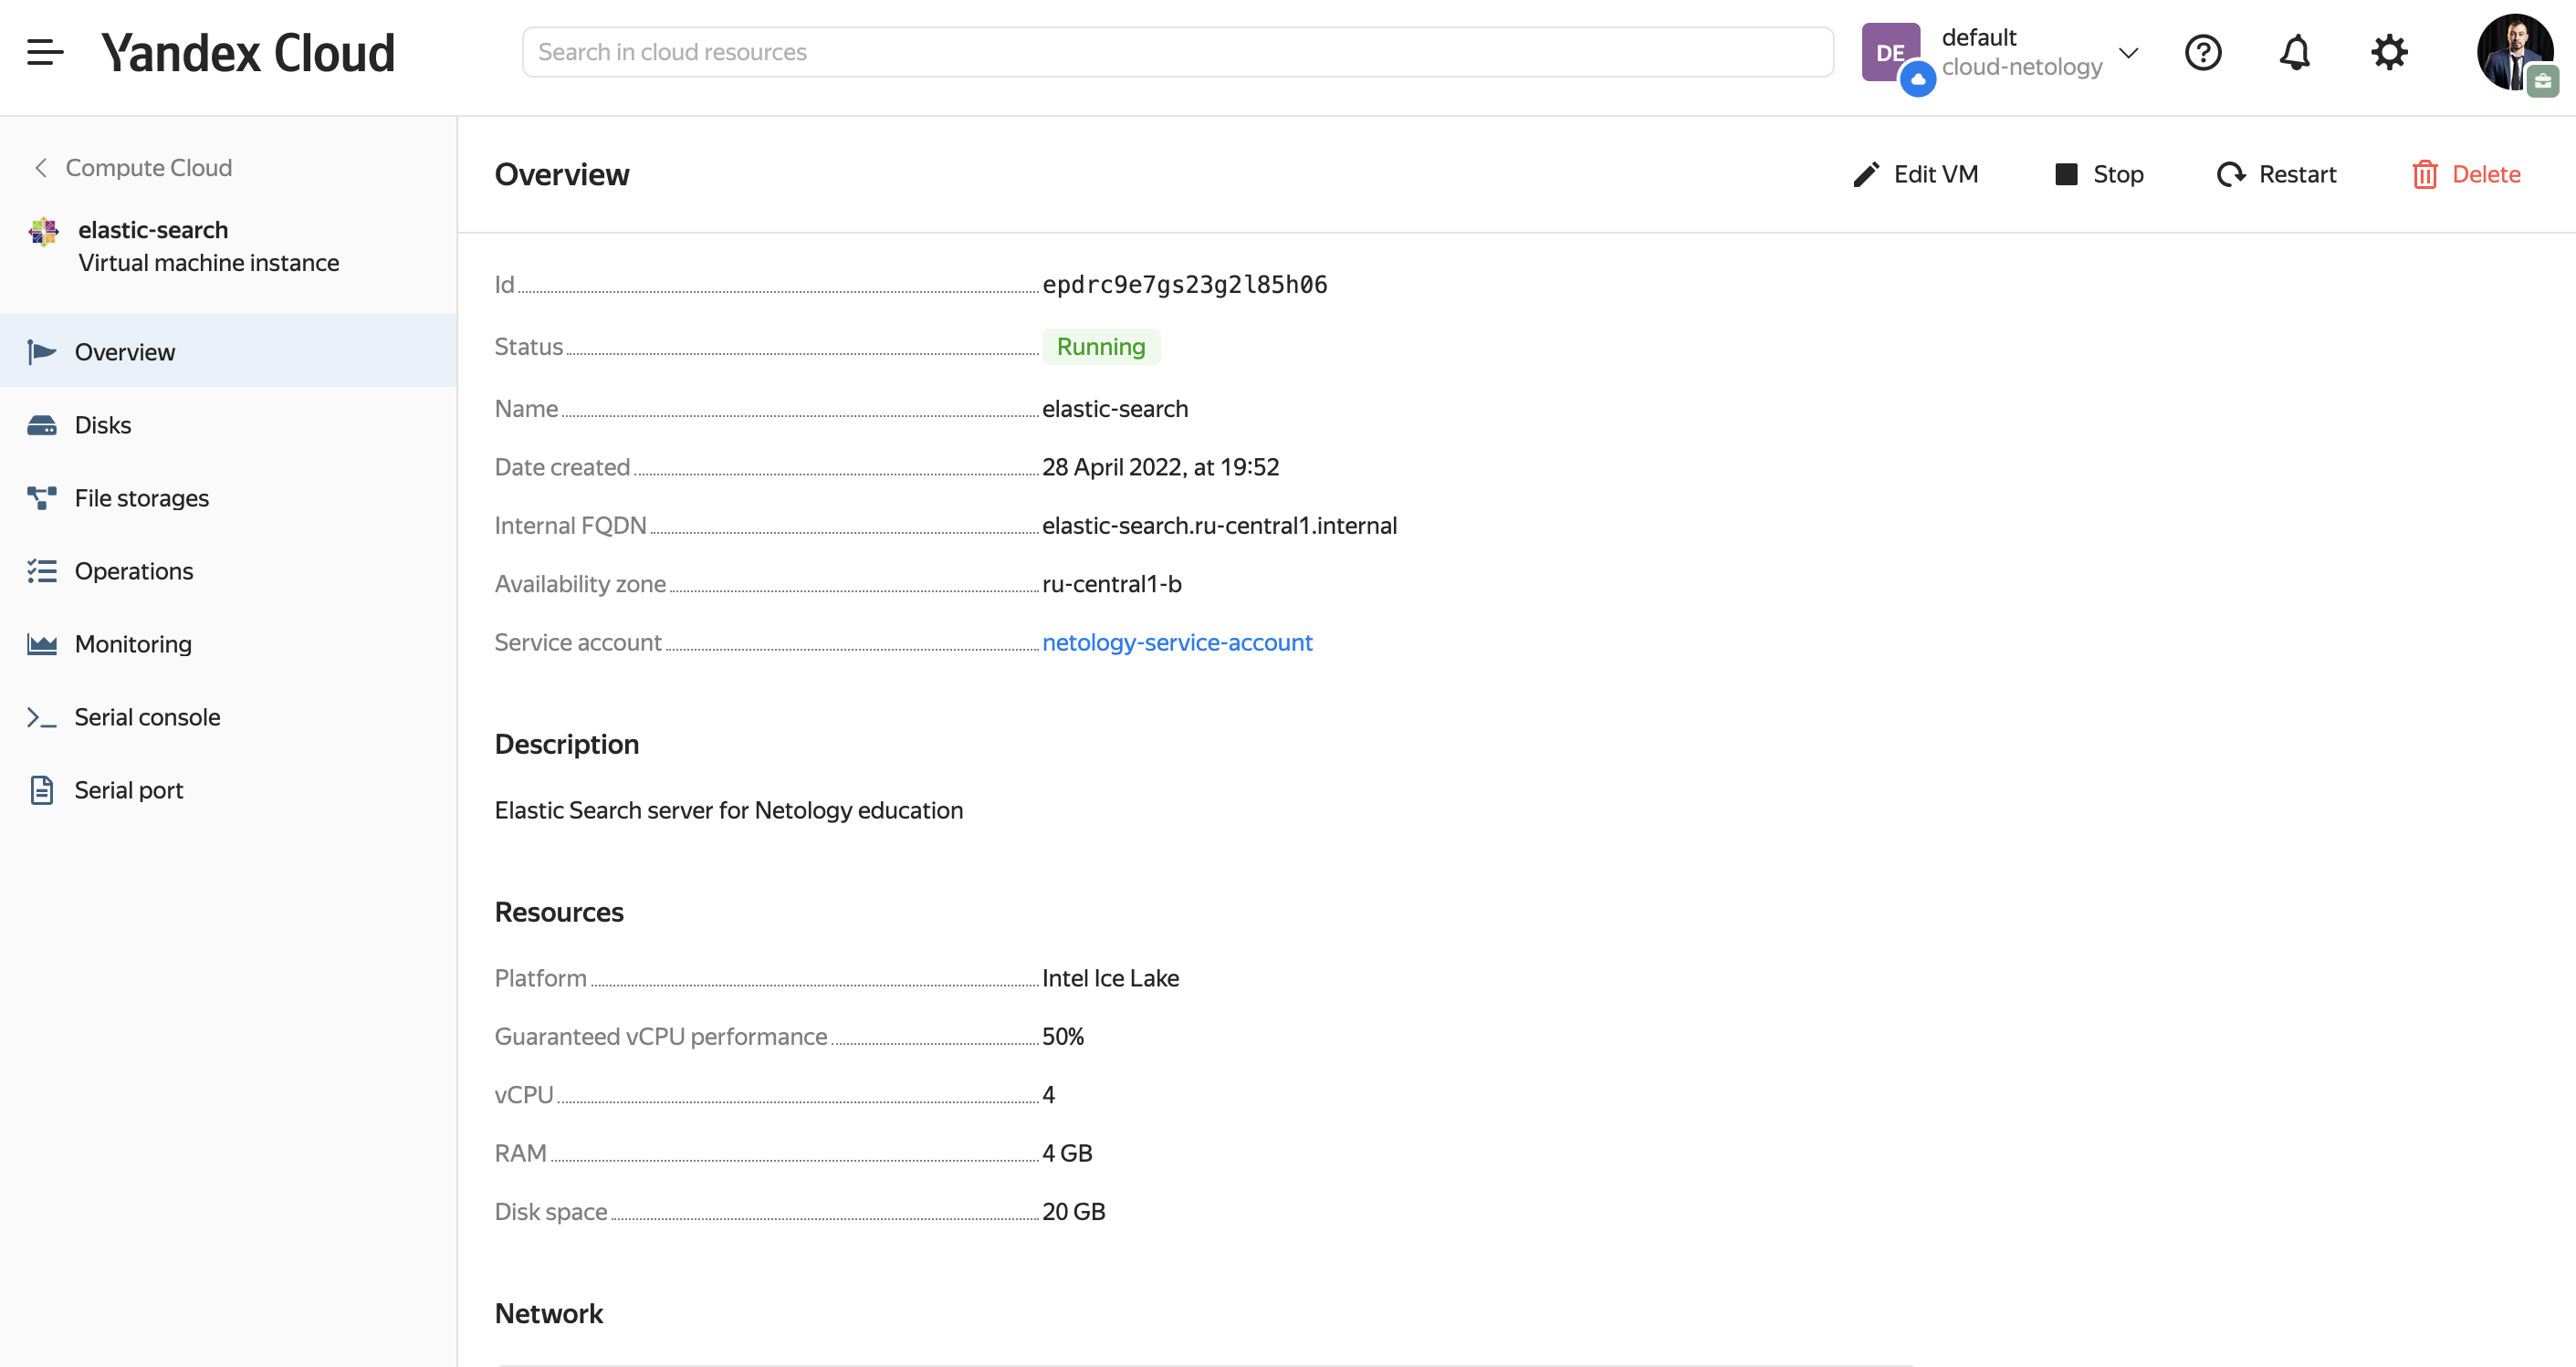 Yandex Cloud
Search in cloud resources
DE
default
cloud-netology
Compute Cloud
elastic-search
Virtual machine instance
Overview
Disks
File storages
Operations
Monitoring
Serial console
Serial port
Overview
Edit VM
Stop
Restart
Delete
Id epdrc9e7gs23g2l85h06
Status Running
Name elastic-search
Date created 28 April 2022, at 19:52
Internal FQDN elastic-search.ru-central1.internal
Availability zone ru-central1-b
Service account netology-service-account
Description
Elastic Search server for Netology education
Resources
Platform Intel Ice Lake
Guaranteed vCPU performance 50%
vCPU 4
RAM 4 GB
Disk space 20 GB
Network